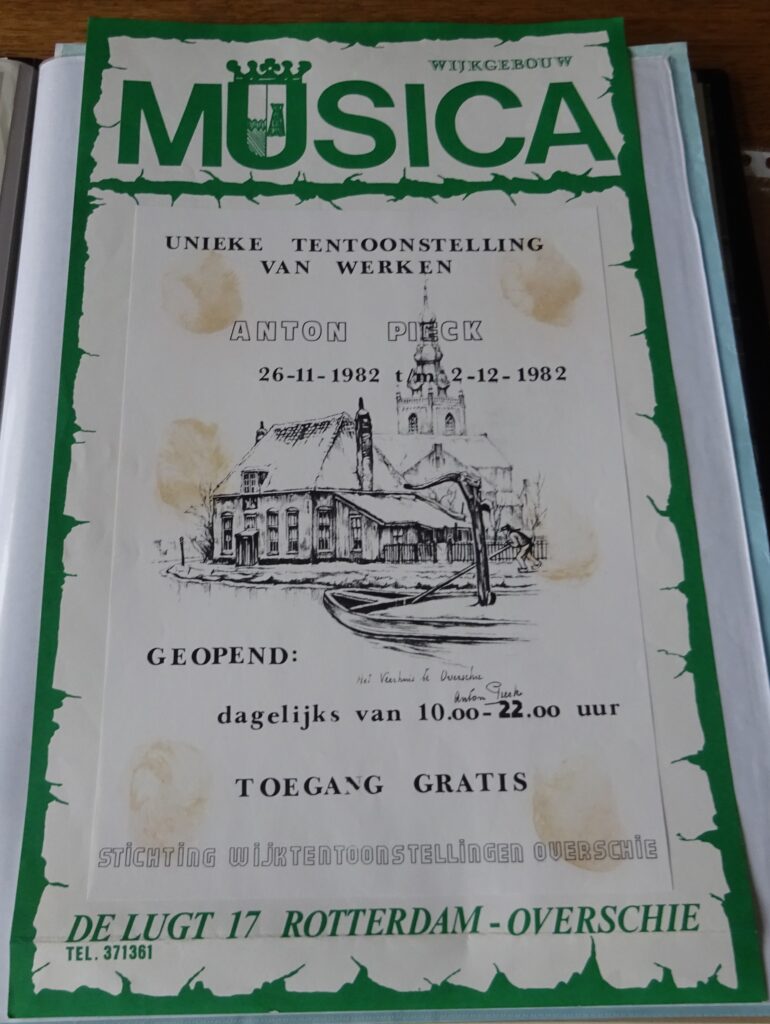 WIJKGEBOUW
MUSICA
UNIEKE TENTOONSTELLING
VAN WERKEN
ANTON PIECK
26-11-1982 t/m 2-12-1982
GEOPEND:
Het Veerhuis te Overschie
Anton Pieck
dagelijks van 10.00-22.00 uur
TOEGANG GRATIS
STICHTING WIJKTENTOONSTELLINGEN OVERSCHIE
DE LUGT 17 ROTTERDAM-OVERSCHIE
TEL. 371361